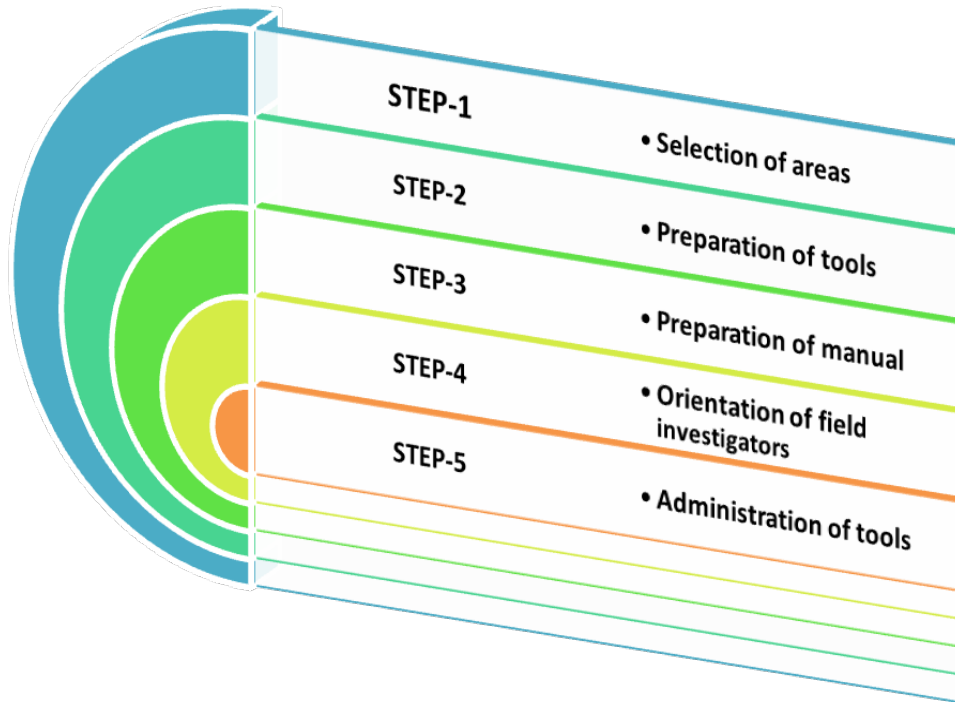 STEP-1
• Selection of areas
STEP-2
• Preparation of tools
STEP-3
• Preparation of manual
STEP-4
• Orientation of field
investigators
STEP-5
• Administration of tools